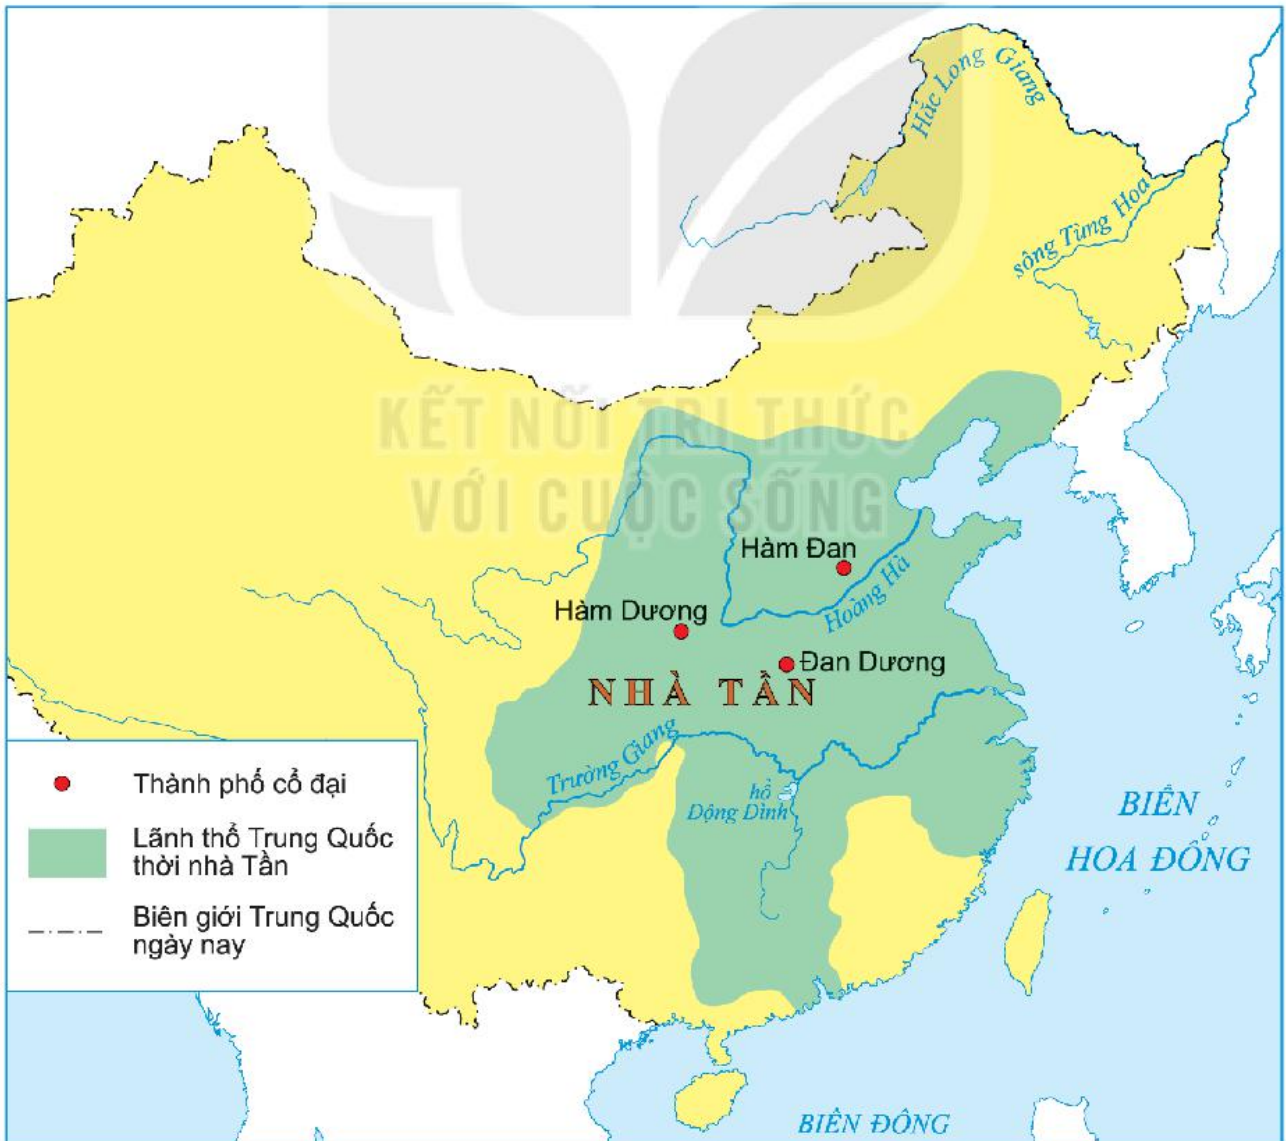 Hắc Long Giang
sông Tùng Hoa
KẾT NỐI TRI THỨC
VỚI CUỘC SỐNG
Hàm Đan
Hoàng Hà
Hàm Dương
Đan Dương
NHÀ TẦN
Trường Giang
hồ
Động Đình
BIỂN
HOA ĐÔNG
Thành phố cổ đại
Lãnh thổ Trung Quốc
thời nhà Tần
Biên giới Trung Quốc
ngày nay
BIỂN ĐÔNG